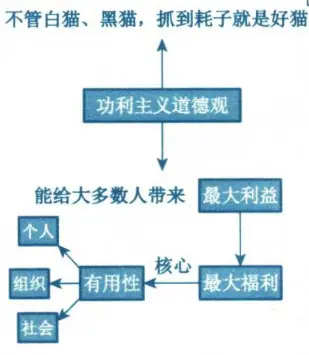 不管白猫、黑猫，抓到耗子就是好猫
功利主义道德观
能给大多数人带来 最大利益
个人
组织 有用性 核心 最大福利
社会